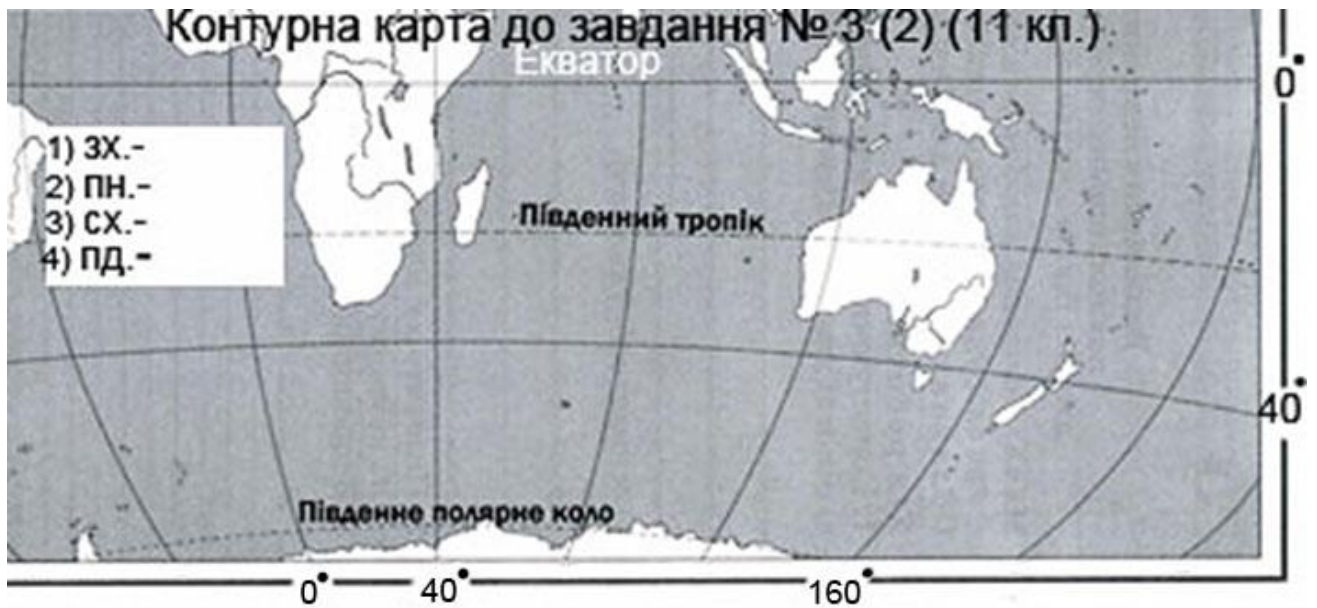 Контурна карта до завдання № 3 (2) (11 кл.)
Екватор
0°
1) ЗХ.-
2) ПН.-
3) СХ.-
4) ПД.-
Південний тропік
40°
Південне полярне коло
0° 40° 160°